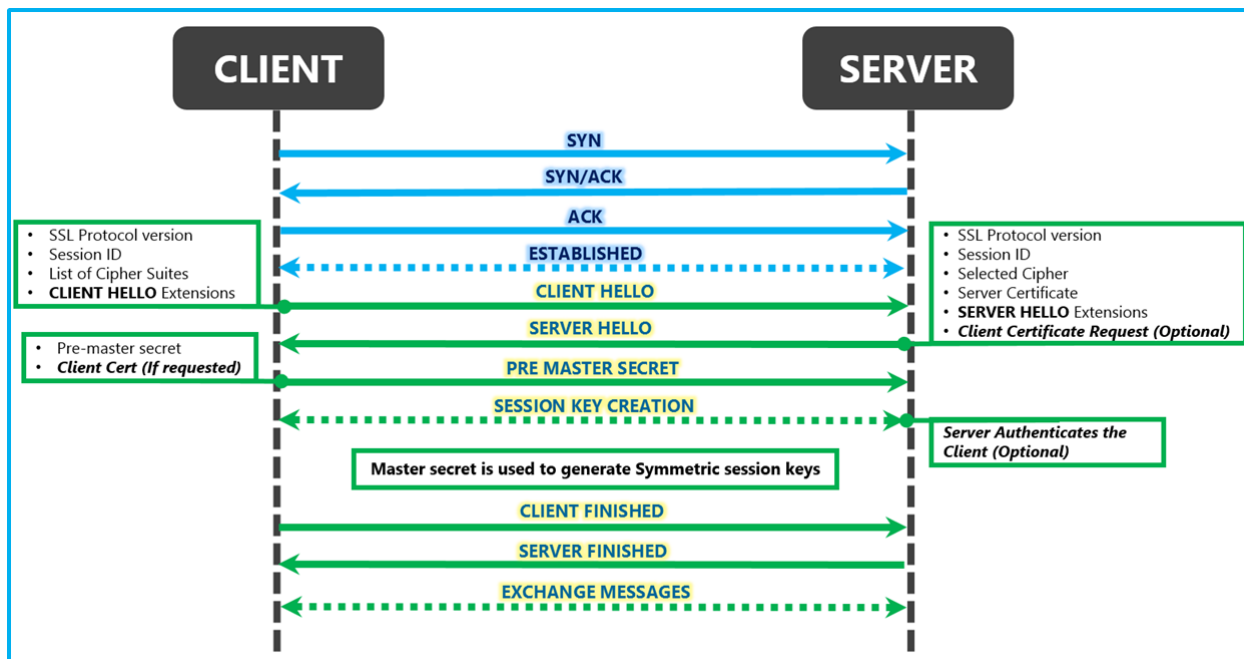 CLIENT
SERVER
SYN
SYN/ACK
ACK
ESTABLISHED
• SSL Protocol version
• Session ID
• List of Cipher Suites
• CLIENT HELLO Extensions
• SSL Protocol version
• Session ID
• Selected Cipher
• Server Certificate
• SERVER HELLO Extensions
• Client Certificate Request (Optional)
CLIENT HELLO
SERVER HELLO
• Pre-master secret
• Client Cert (If requested)
PRE MASTER SECRET
SESSION KEY CREATION
Server Authenticates the
Client (Optional)
Master secret is used to generate Symmetric session keys
CLIENT FINISHED
SERVER FINISHED
EXCHANGE MESSAGES